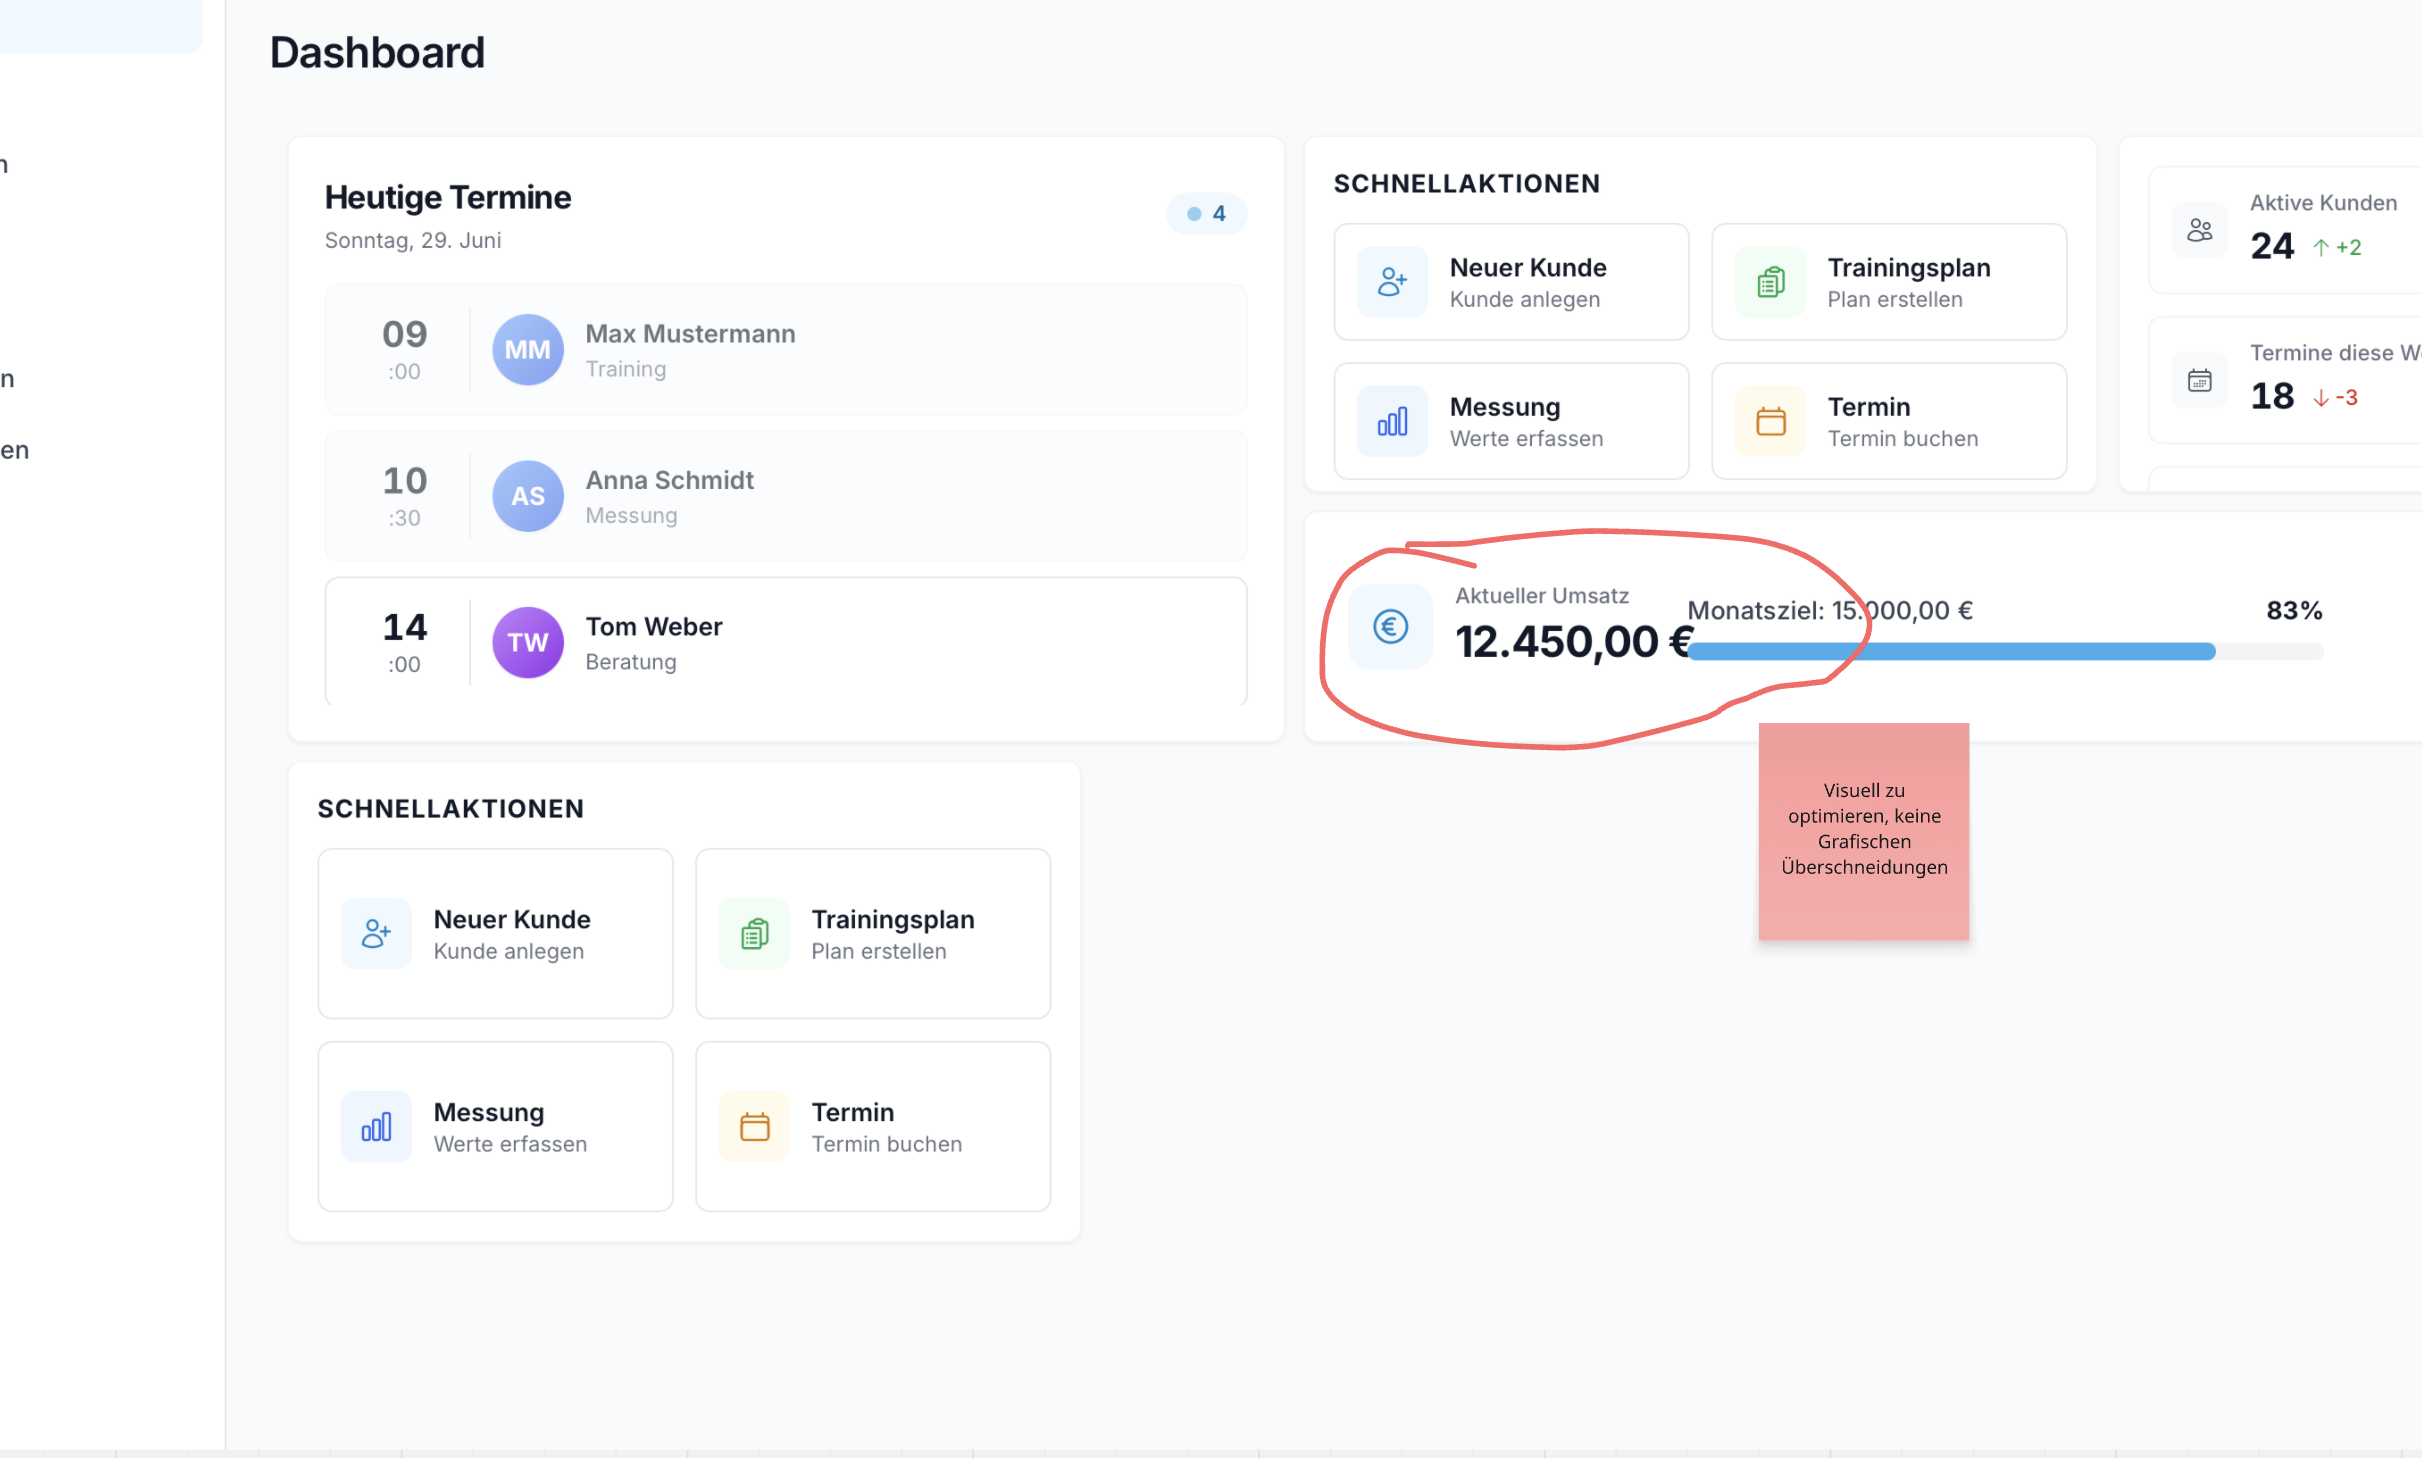 Dashboard
n
n
en
Heutige Termine
Sonntag, 29. Juni
4
09
:00
MM
Max Mustermann
Training
10
:30
AS
Anna Schmidt
Messung
14
:00
TW
Tom Weber
Beratung
SCHNELLAKTIONEN
Neuer Kunde
Kunde anlegen
Trainingsplan
Plan erstellen
Messung
Werte erfassen
Termin
Termin buchen
Aktive Kunden
24 ↑ +2
Termine diese W
18 ↓ -3
€
Aktueller Umsatz
12.450,00 €
Monatsziel: 15.000,00 €
83%
Visuell zu
optimieren, keine
Grafischen
Überschneidungen
SCHNELLAKTIONEN
Neuer Kunde
Kunde anlegen
Trainingsplan
Plan erstellen
Messung
Werte erfassen
Termin
Termin buchen